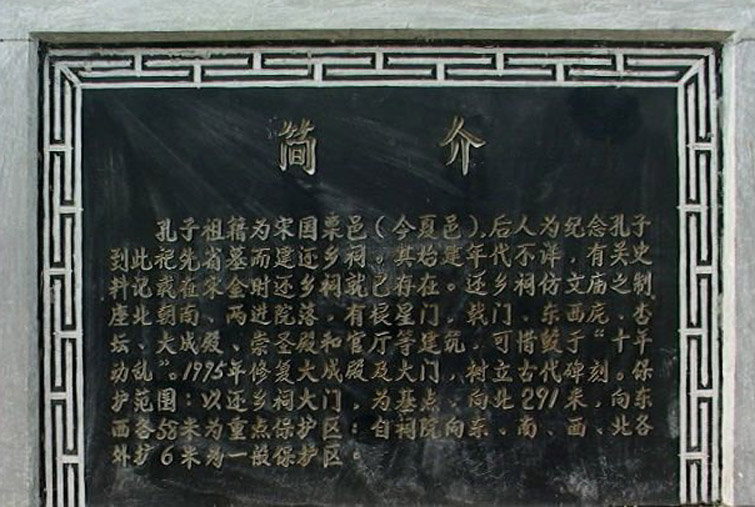 简介
孔子祖籍为宋国栗邑(今夏邑),后人为纪念孔子
到此祀先省墓而建还乡祠。其始建年代不详,有关史
料记载在宋金时还乡祠就已存在。还乡祠仿文庙之制
座北朝南、两进院落,有棂星门、戟门、东西庑、杏
坛、大成殿、崇圣殿和官厅等建筑,可惜毁于“十年
动乱”。1995年修复大成殿及大门,树立古代碑刻。保
护范围:以还乡祠大门,为基点,向北291米,向东
西各58米为重点保护区;自祠院向东、南、西、北各
外扩6米为一般保护区。